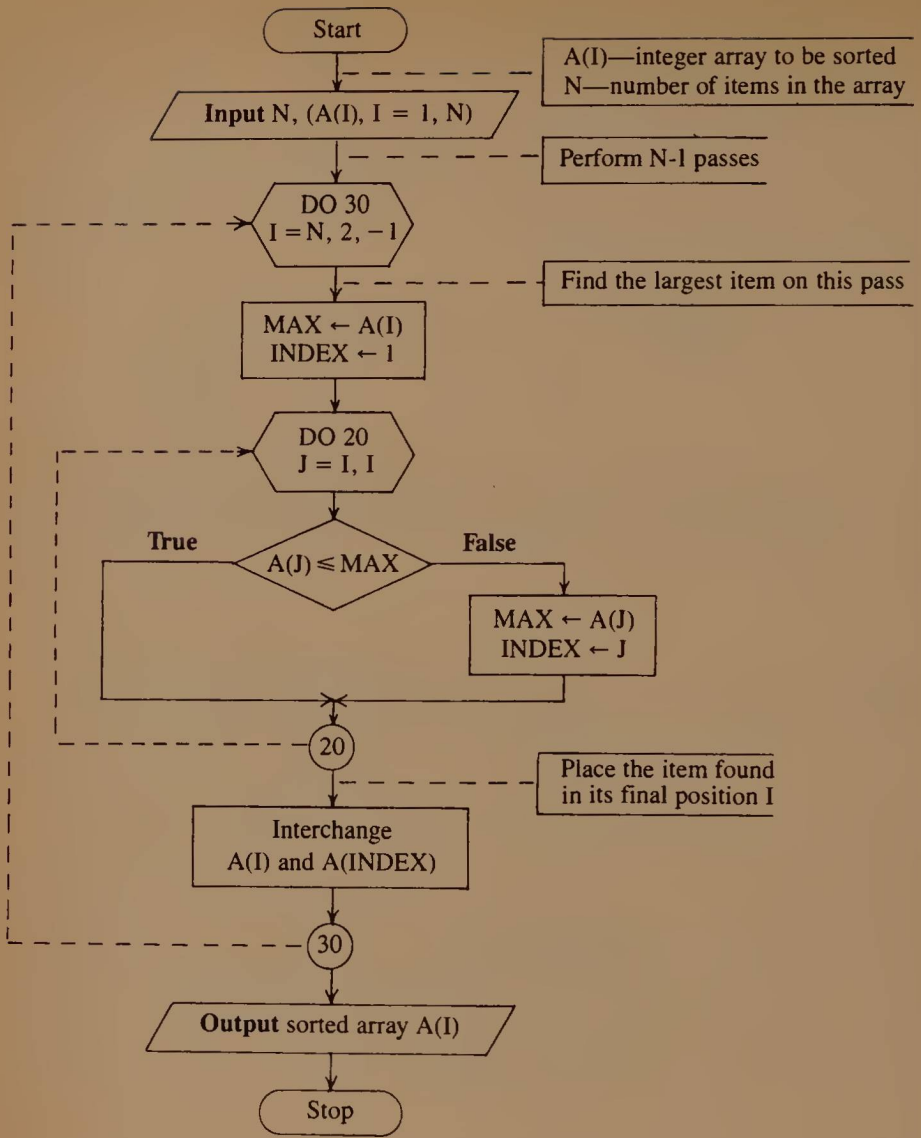 Start
A(I)—integer array to be sorted
N—number of items in the array
Input N, (A(I), I = 1, N)
Perform N-1 passes
DO 30
I = N, 2, −1
Find the largest item on this pass
MAX ← A(I)
INDEX ← 1
DO 20
J = I, I
True
A(J) ≤ MAX
False
MAX ← A(J)
INDEX ← J
20
Place the item found
in its final position I
Interchange
A(I) and A(INDEX)
30
Output sorted array A(I)
Stop